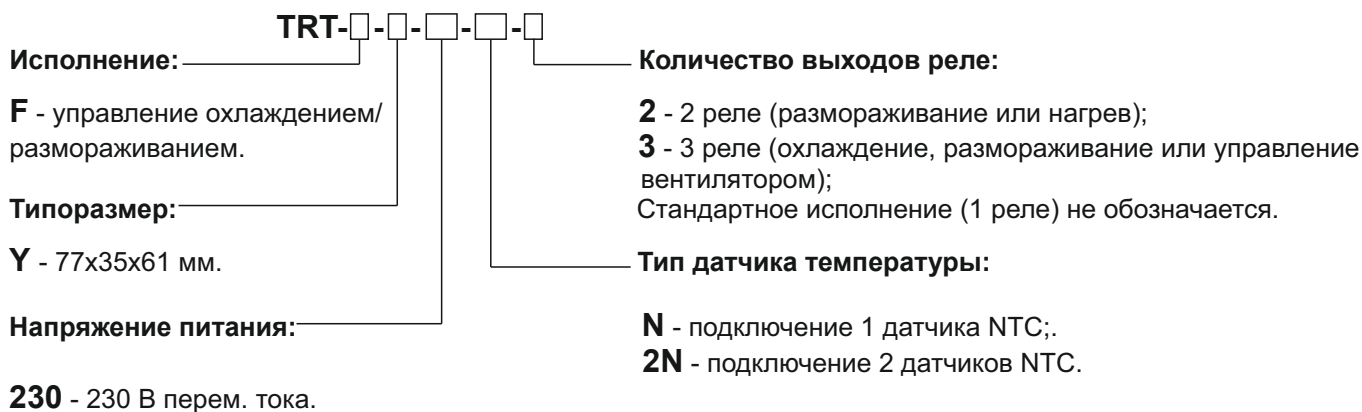 TRT-□-□-□-□-□
Исполнение:
F - управление охлаждением/
размораживанием.
Типоразмер:
Y - 77х35х61 мм.
Напряжение питания:
230 - 230 В перем. тока.
Количество выходов реле:
2 - 2 реле (размораживание или нагрев);
3 - 3 реле (охлаждение, размораживание или управление
вентилятором);
Стандартное исполнение (1 реле) не обозначается.
Тип датчика температуры:
N - подключение 1 датчика NTC;.
2N - подключение 2 датчиков NTC.